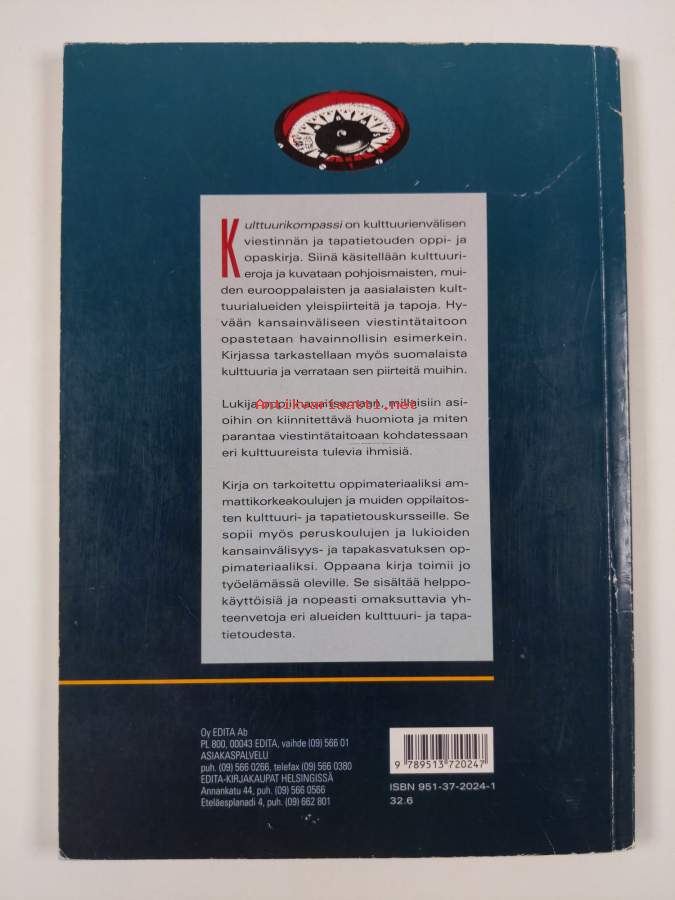 Kulttuurikompassi on kulttuurienvälisen
viestinnän ja tapatietouden oppi- ja
opaskirja. Siinä käsitellään kulttuuri-
eroja ja kuvataan pohjoismaisten, mui-
den eurooppalaisten ja aasialaisten kult-
tuurialueiden yleispiirteitä ja tapoja. Hy-
vään kansainväliseen viestintätaitoon
opastetaan havainnollisin esimerkein.
Kirjassa tarkastellaan myös suomalaista
kulttuuria ja verrataan sen piirteitä muihin.
Lukija oppii havaitsemaan, millaisiin asi-
Antikvariaatti.net
oihin on kiinnitettävä huomiota ja miten
parantaa viestintätaitoaan kohdatessaan
eri kulttuureista tulevia ihmisiä.
Kirja on tarkoitettu oppimateriaaliksi am-
mattikorkeakoulujen ja muiden oppilaitos-
ten kulttuuri- ja tapatietouskursseille. Se
sopii myös peruskoulujen ja lukioiden
kansainvälisyys- ja tapakasvatuksen op-
pimateriaaliksi. Oppaana kirja toimii jo
työelämässä oleville. Se sisältää helppo-
käyttöisiä ja nopeasti omaksuttavia yh-
teenvetoja eri alueiden kulttuuri- ja tapa-
tietoudesta.
Oy EDITA Ab
PL 800, 00043 EDITA, vaihde (09) 566 01
ASIAKASPALVELU
puh. (09) 566 0266, telefax (09) 566 0380
EDITA-KIRJAKAUPAT HELSINGISSÄ
Annankatu 44, puh. (09) 566 0566
Eteläesplanadi 4, puh. (09) 662 801
9 789513 720247
ISBN 951-37-2024-1
32.6